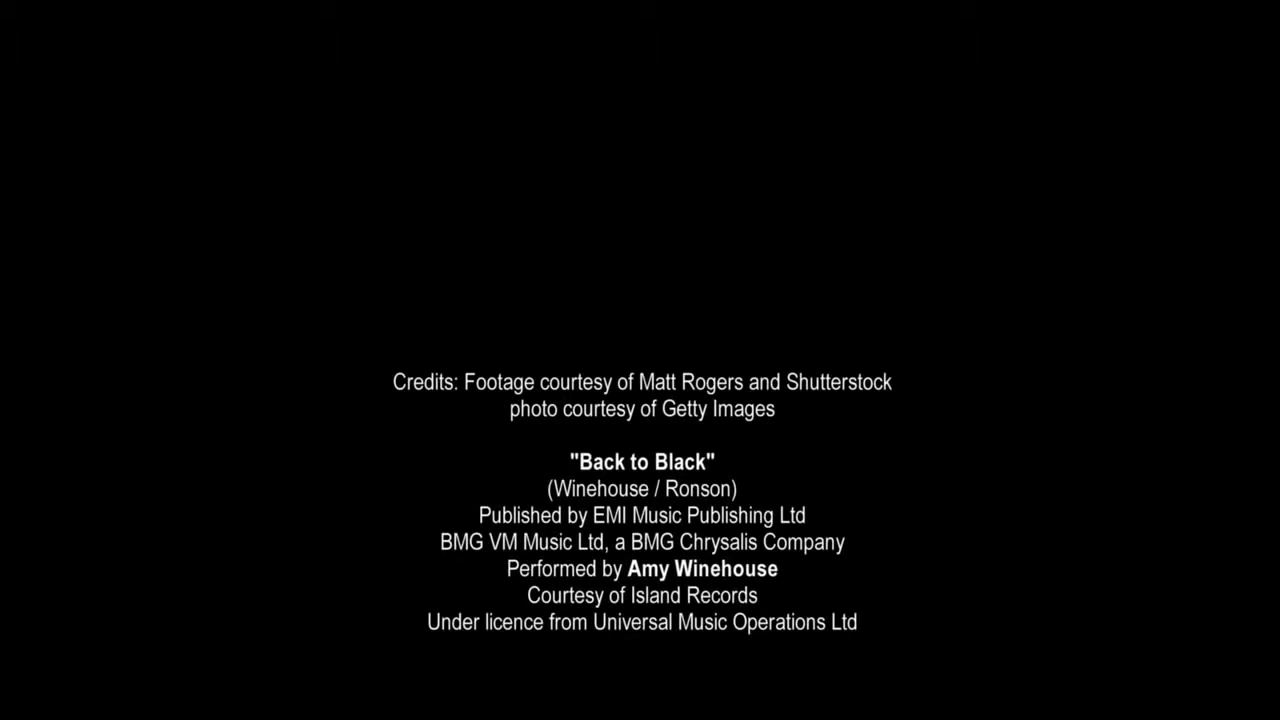 Credits: Footage courtesy of Matt Rogers and Shutterstock
photo courtesy of Getty Images
"Back to Black"
(Winehouse / Ronson)
Published by EMI Music Publishing Ltd
BMG VM Music Ltd, a BMG Chrysalis Company
Performed by Amy Winehouse
Courtesy of Island Records
Under licence from Universal Music Operations Ltd